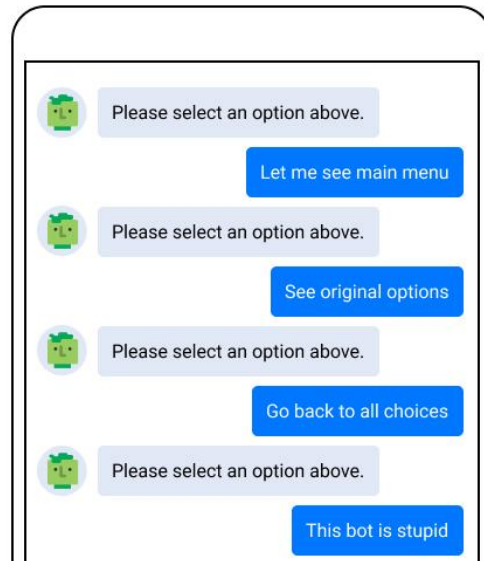 Please select an option above.
Let me see main menu
Please select an option above.
See original options
Please select an option above.
Go back to all choices
Please select an option above.
This bot is stupid